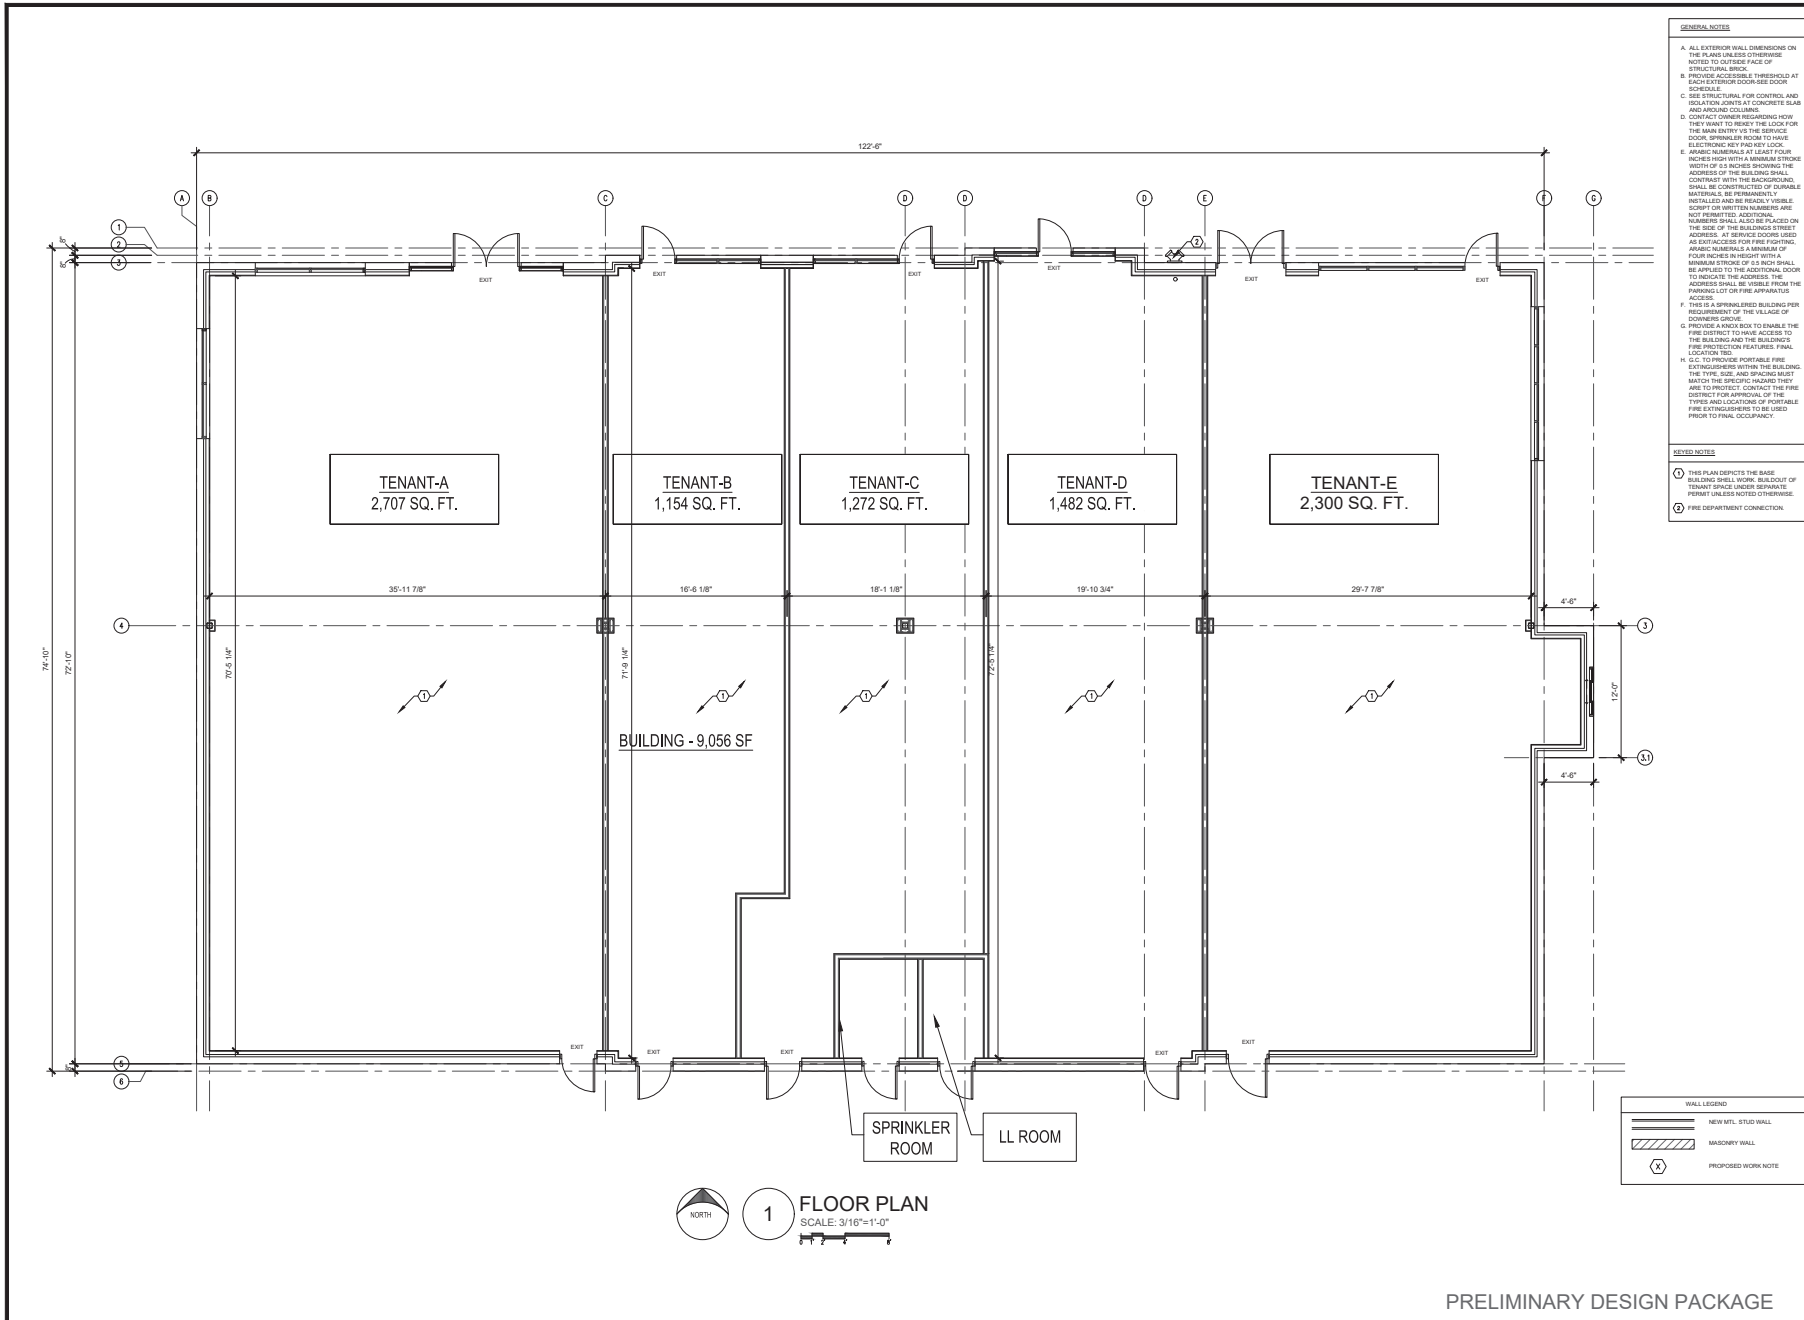 GENERAL NOTES
A. ALL EXTERIOR WALL DIMENSIONS ON
THE PLANS UNLESS OTHERWISE
NOTED TO OUTSIDE FACE OF
STRUCTURAL BRICK.
B. PROVIDE ACCESSIBLE THRESHOLD AT
EACH EXTERIOR DOOR-SEE DOOR
SCHEDULE.
C. SEE STRUCTURAL FOR CONTROL AND
ISOLATION JOINTS AT CONCRETE SLAB
AND AROUND COLUMNS.
D. CONTACT OWNER REGARDING HOW
THEY WANT TO REKEY THE LOCK FOR
THE MAIN ENTRY VS THE SERVICE
DOOR, SPRINKLER ROOM TO HAVE
ELECTRONIC KEY PAD KEY LOCK.
E. ARABIC NUMERALS AT LEAST FOUR
INCHES HIGH WITH A MINIMUM STROKE
WIDTH OF 0.5 INCHES SHOWING THE
ADDRESS OF THE BUILDING SHALL
CONTRAST WITH THE BACKGROUND,
SHALL BE CONSTRUCTED OF DURABLE
MATERIALS, BE PERMANENTLY
INSTALLED AND BE READILY VISIBLE.
SCRIPT OR WRITTEN NUMBERS ARE
NOT PERMITTED. ADDITIONAL
NUMBERS SHALL ALSO BE PLACED ON
THE SIDE OF THE BUILDINGS STREET
ADDRESS. AT SERVICE DOORS USED
AS EXIT/ACCESS FOR FIRE FIGHTING,
ARABIC NUMERALS A MINIMUM OF
FOUR INCHES IN HEIGHT WITH A
MINIMUM STROKE OF 0.5 INCH SHALL
BE APPLIED TO THE ADDITIONAL DOOR
TO INDICATE THE ADDRESS. THE
ADDRESS SHALL BE VISIBLE FROM THE
PARKING LOT OR FIRE APPARATUS
ACCESS.
F. THIS IS A SPRINKLERED BUILDING PER
REQUIREMENT OF THE VILLAGE OF
DOWNERS GROVE.
G. PROVIDE A KNOX BOX TO ENABLE THE
FIRE DISTRICT TO HAVE ACCESS TO
THE BUILDING AND THE BUILDING'S
FIRE PROTECTION FEATURES. FINAL
LOCATION TBD.
H. G.C. TO PROVIDE PORTABLE FIRE
EXTINGUISHERS WITHIN THE BUILDING.
THE TYPE, SIZE, AND SPACING MUST
MATCH THE SPECIFIC HAZARD THEY
ARE TO PROTECT. CONTACT THE FIRE
DISTRICT FOR APPROVAL OF THE
TYPES AND LOCATIONS OF PORTABLE
FIRE EXTINGUISHERS TO BE USED
PRIOR TO FINAL OCCUPANCY.
KEYED NOTES
1 THIS PLAN DEPICTS THE BASE
BUILDING SHELL WORK. BUILDOUT OF
TENANT SPACE UNDER SEPARATE
PERMIT UNLESS NOTED OTHERWISE.
2 FIRE DEPARTMENT CONNECTION.
122'-6"
A B C D D D E F G
1
2
3
8"
8"
2
EXIT EXIT EXIT EXIT EXIT EXIT
TENANT-A
2,707 SQ. FT.
TENANT-B
1,154 SQ. FT.
TENANT-C
1,272 SQ. FT.
TENANT-D
1,482 SQ. FT.
TENANT-E
2,300 SQ. FT.
35'-11 7/8" 16'-6 1/8" 18'-1 1/8" 19'-10 3/4" 29'-7 7/8"
4'-6"
4 3
74'-10" 72'-10" 70'-5 1/4" 71'-9 1/4" 72'-5 1/4" 12'-0"
1 1 1 1 1
BUILDING - 9,056 SF
3.1
4'-6"
EXIT EXIT EXIT EXIT EXIT
5
8"
6
SPRINKLER
ROOM
LL ROOM
WALL LEGEND
NEW MTL. STUD WALL
MASONRY WALL
X PROPOSED WORK NOTE
NORTH
1
FLOOR PLAN
SCALE: 3/16"=1'-0"
0 1' 2' 4' 8'
PRELIMINARY DESIGN PACKAGE